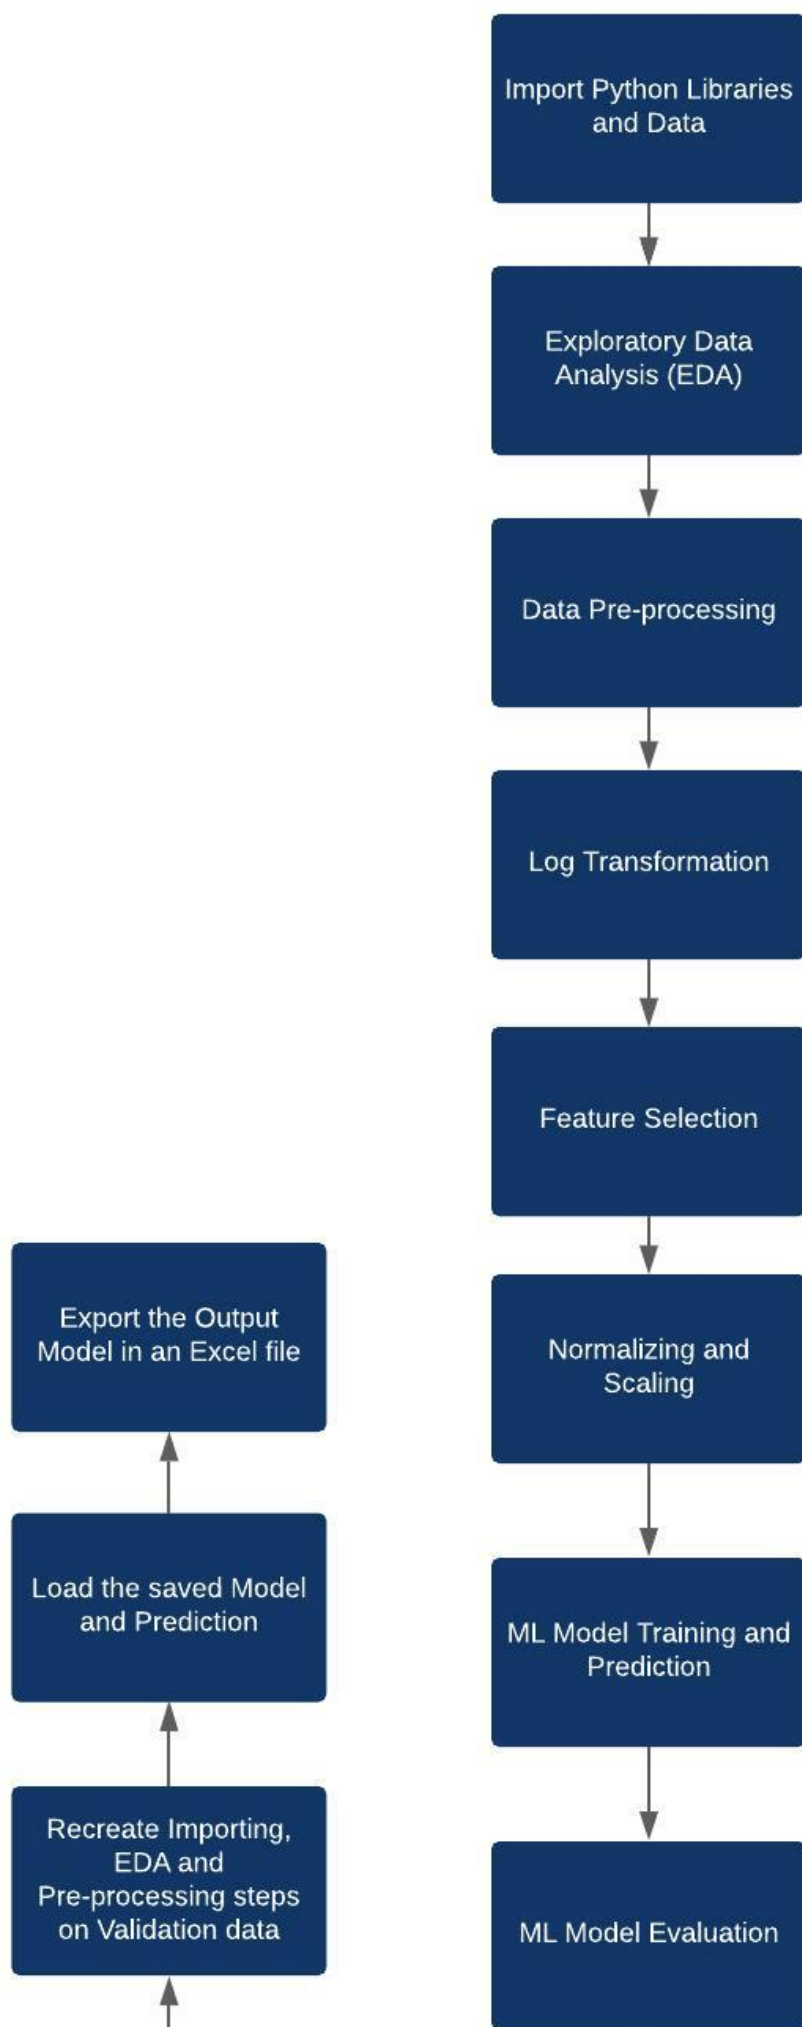 Import Python Libraries
and Data
Exploratory Data
Analysis (EDA)
Data Pre-processing
Log Transformation
Feature Selection
Normalizing and
Scaling
ML Model Training and
Prediction
ML Model Evaluation
Export the Output
Model in an Excel file
Load the saved Model
and Prediction
Recreate Importing,
EDA and
Pre-processing steps
on Validation data